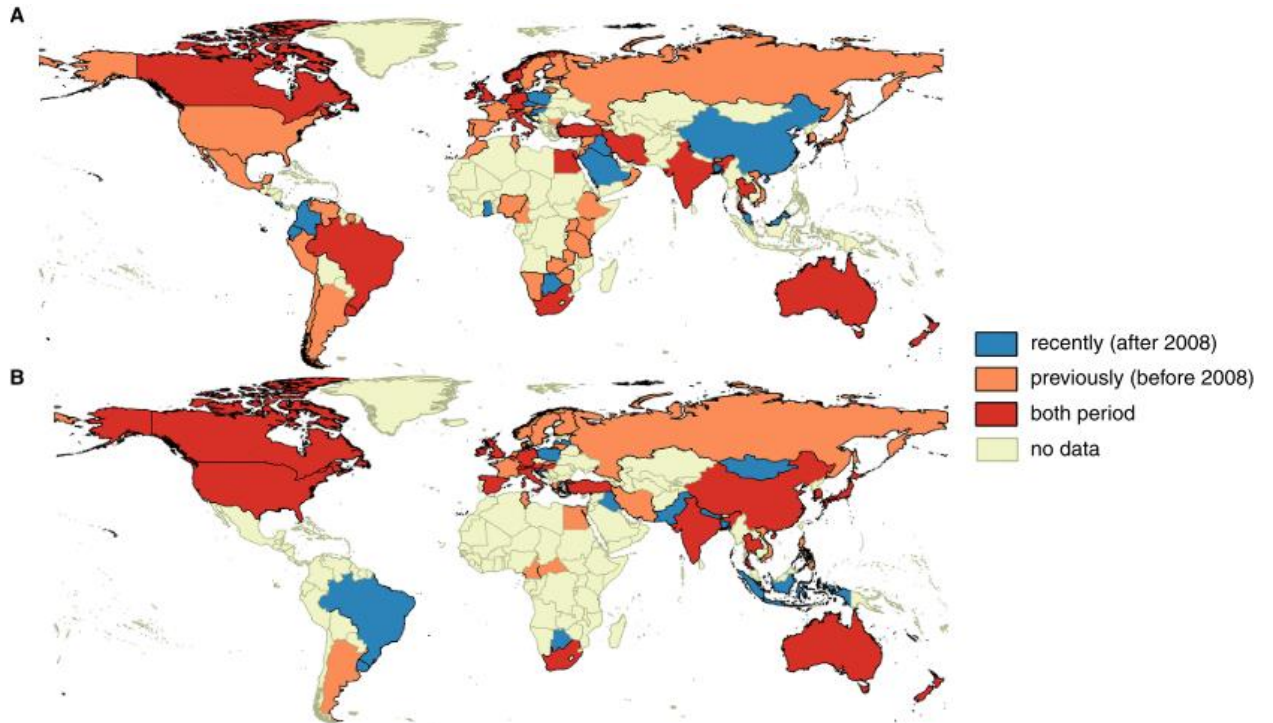 A
B
recently (after 2008)
previously (before 2008)
both period
no data